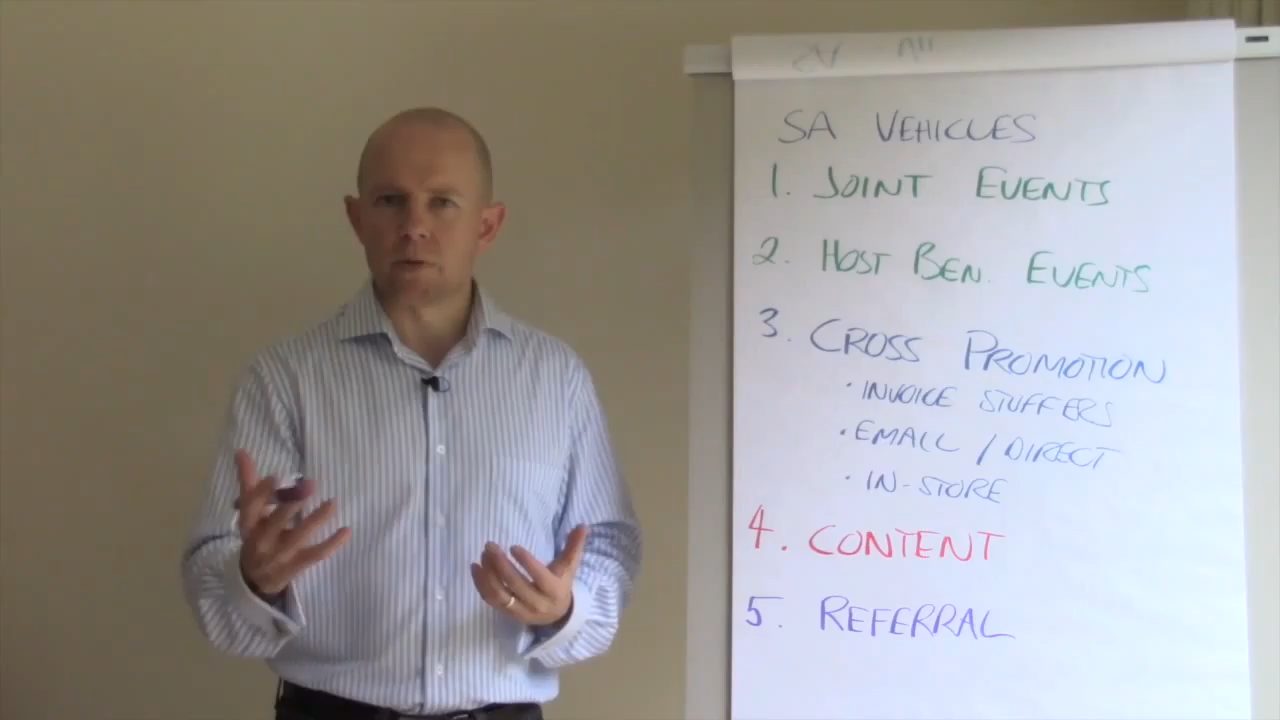 SA VEHICLES
1. JOINT EVENTS
2. HOST BEN. EVENTS
3. CROSS PROMOTION
• INVOICE STUFFERS
• EMAIL / DIRECT
• IN-STORE
4. CONTENT
5. REFERRAL